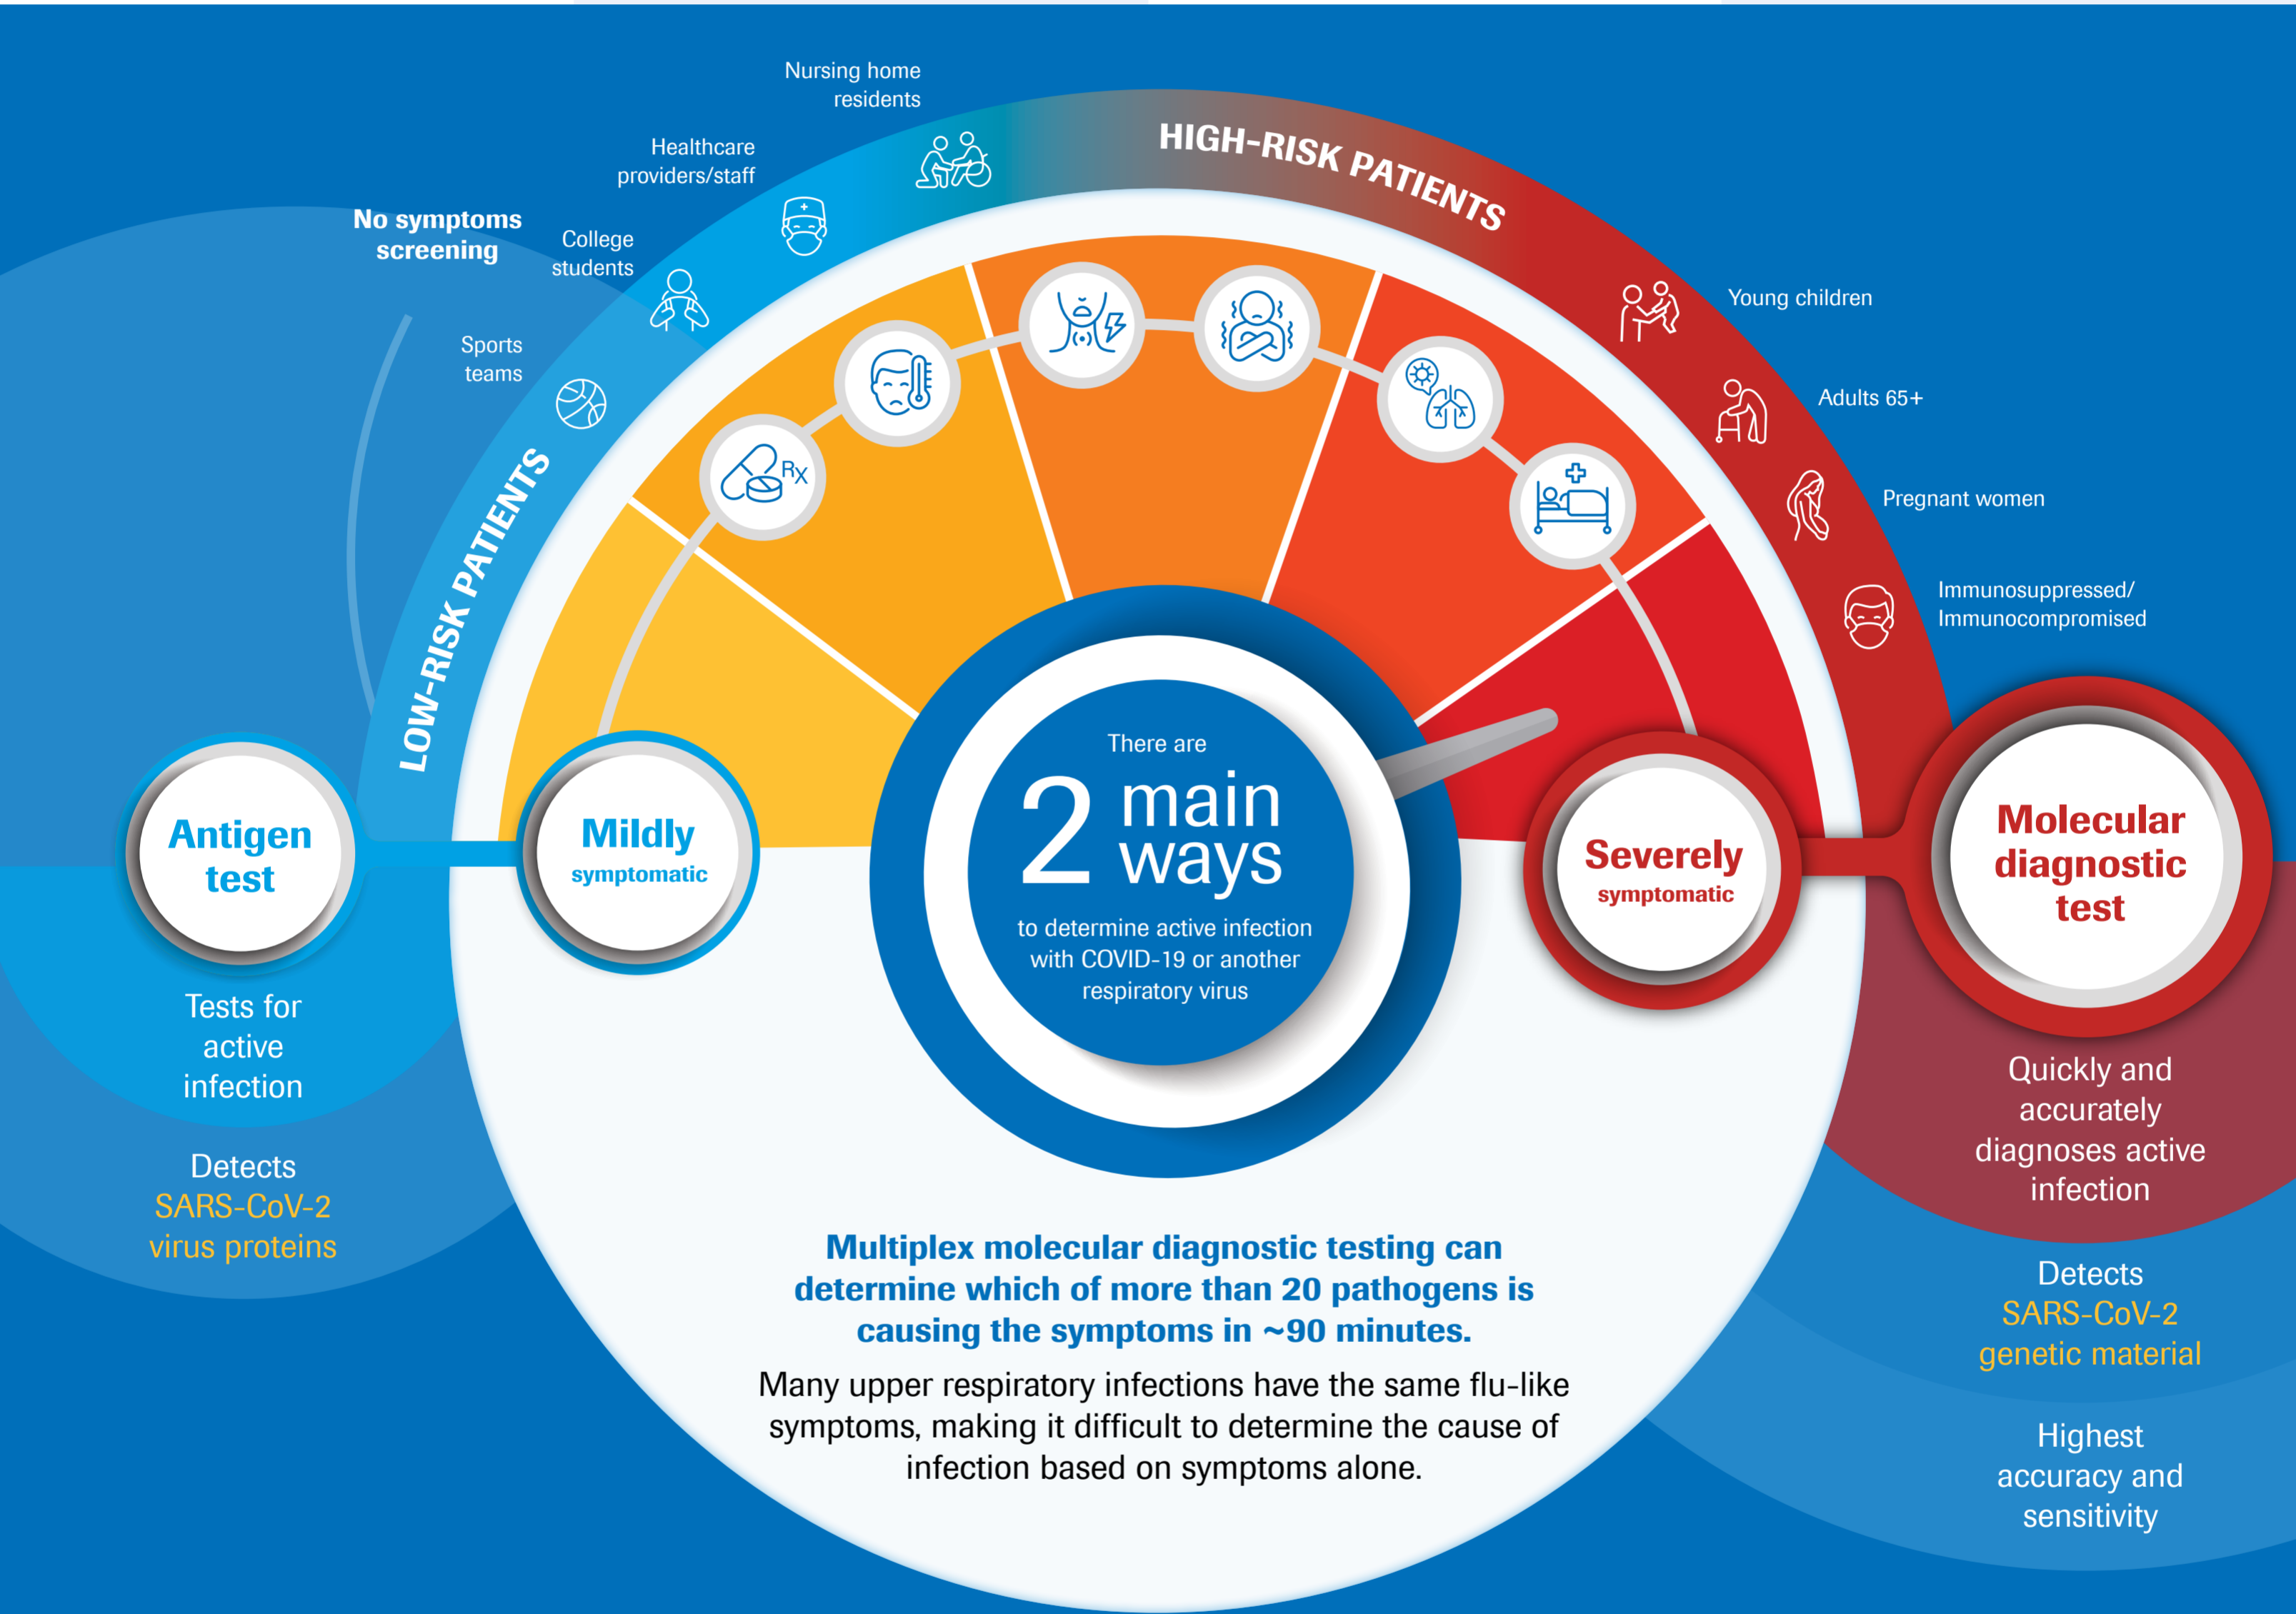 Nursing home
residents
Healthcare
providers/staff
No symptoms
screening
College
students
Sports
teams
LOW-RISK PATIENTS
HIGH-RISK PATIENTS
Young children
Adults 65+
Pregnant women
Immunosuppressed/
Immunocompromised
Rx
Antigen
test
Mildly
symptomatic
There are
2 main
ways
to determine active infection
with COVID-19 or another
respiratory virus
Severely
symptomatic
Molecular
diagnostic
test
Tests for
active
infection
Detects
SARS-CoV-2
virus proteins
Quickly and
accurately
diagnoses active
infection
Detects
SARS-CoV-2
genetic material
Highest
accuracy and
sensitivity
Multiplex molecular diagnostic testing can
determine which of more than 20 pathogens is
causing the symptoms in ~90 minutes.
Many upper respiratory infections have the same flu-like
symptoms, making it difficult to determine the cause of
infection based on symptoms alone.